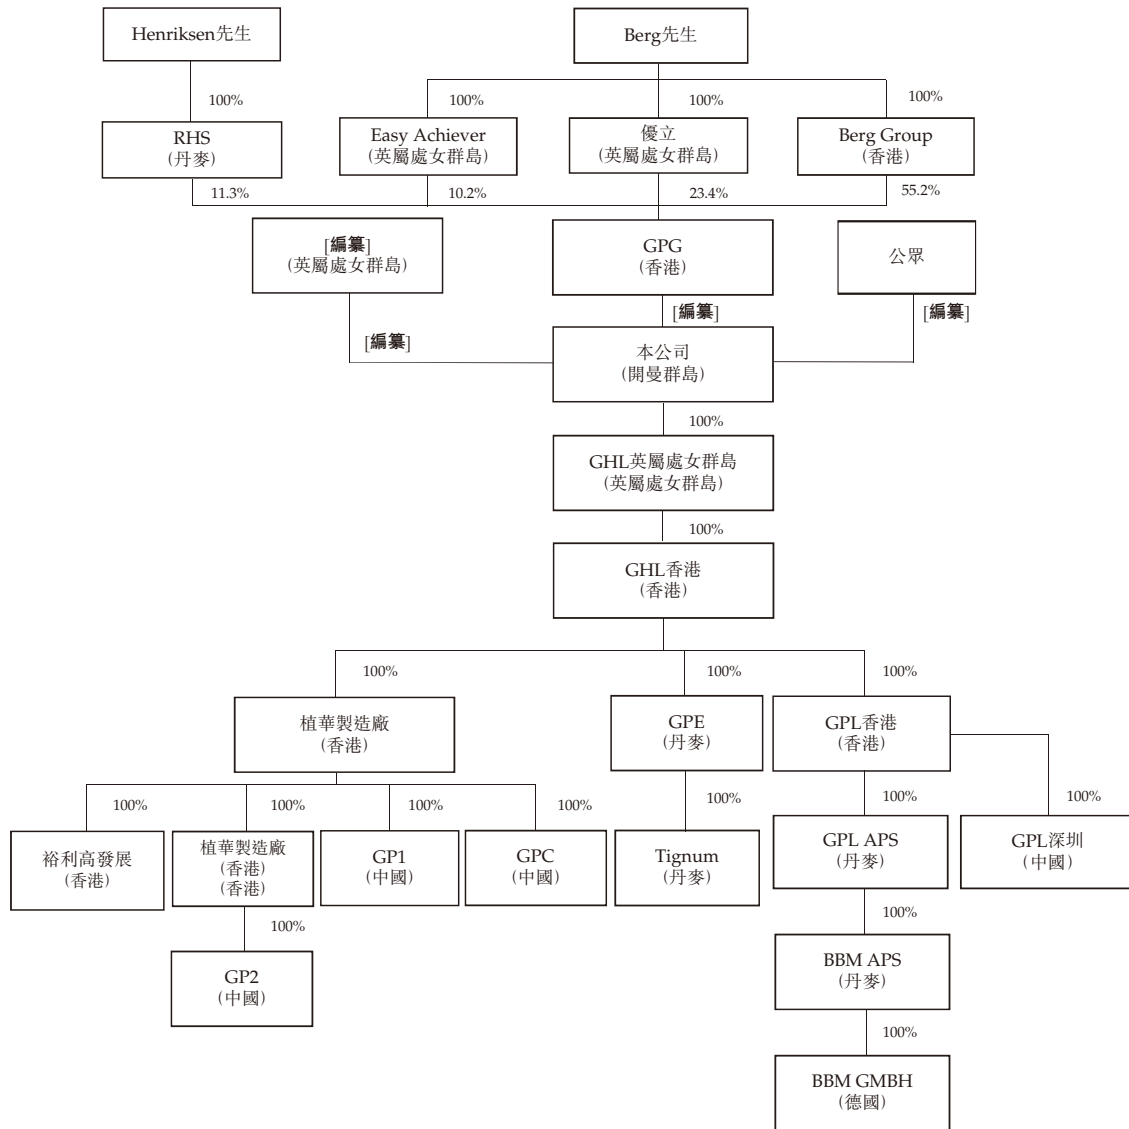 Henriksen先生
Berg先生
100%
100%
100%
100%
RHS
(丹麥)
Easy Achiever
(英屬處女群島)
優立
(英屬處女群島)
Berg Group
(香港)
11.3%
10.2%
23.4%
55.2%
[編纂]
(英屬處女群島)
GPG
(香港)
公眾
[編纂]
[編纂]
[編纂]
本公司
(開曼群島)
100%
GHL英屬處女群島
(英屬處女群島)
100%
GHL香港
(香港)
100%
100%
100%
植華製造廠
(香港)
GPE
(丹麥)
GPL香港
(香港)
100%
100%
100%
100%
100%
100%
100%
裕利高發展
(香港)
植華製造廠
(香港)
(香港)
GP1
(中國)
GPC
(中國)
Tignum
(丹麥)
GPL APS
(丹麥)
GPL深圳
(中國)
100%
100%
GP2
(中國)
BBM APS
(丹麥)
100%
BBM GMBH
(德國)